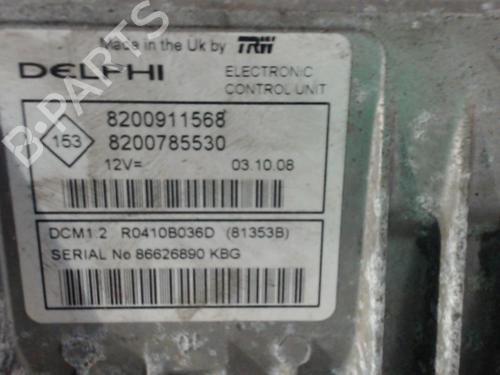 Made in the Uk by TRW
DELPHI
ELECTRONIC
CONTROL UNIT
153
8200911568
8200785530
12V=
03.10.08
DCM1.2 R0410B036D (81353B)
SERIAL No 86626890 KBG
B-PARTS